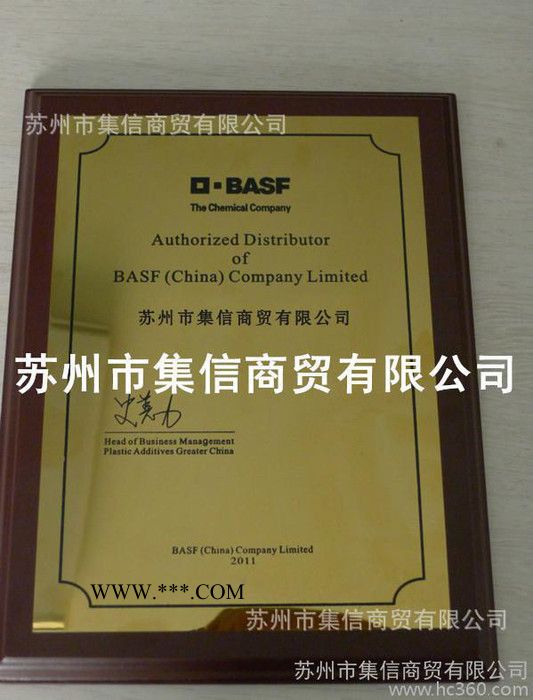 苏州市集信商贸有限公司
BASF
The Chemical Company
Authorized Distributor
of
BASF (China) Company Limited
苏州市集信商贸有限公司
苏州市集信商贸有限公司
史英力
Head of Business Management
Plastic Additives Greater China
BASF (China) Company Limited
2011
WWW.***.COM
苏州市集信商贸有限公司
苏州市集信商贸有限公司
www.hc360.com